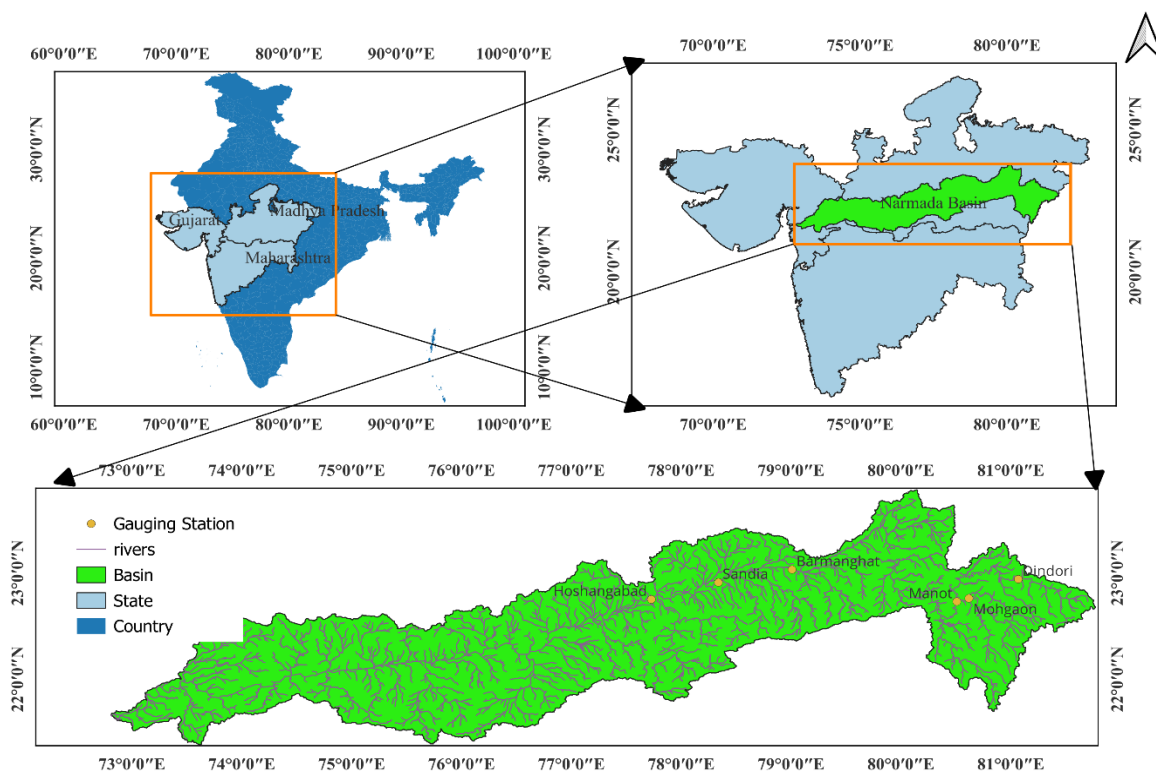 60°0′0″E 70°0′0″E 80°0′0″E 90°0′0″E 100°0′0″E
30°0′0″N
20°0′0″N
10°0′0″N
Gujarat
Madhya Pradesh
Maharashtra
30°0′0″N
20°0′0″N
10°0′0″N
60°0′0″E 70°0′0″E 80°0′0″E 90°0′0″E 100°0′0″E
70°0′0″E 75°0′0″E 80°0′0″E
25°0′0″N
20°0′0″N
Narmada Basin
25°0′0″N
20°0′0″N
70°0′0″E 75°0′0″E 80°0′0″E
73°0′0″E 74°0′0″E 75°0′0″E 76°0′0″E 77°0′0″E 78°0′0″E 79°0′0″E 80°0′0″E 81°0′0″E
23°0′0″N
22°0′0″N
Gauging Station
rivers
Basin
State
Country
Hoshangabad
Sandia
Barmanghat
Manot
Mohgaon
Dindori
23°0′0″N
22°0′0″N
73°0′0″E 74°0′0″E 75°0′0″E 76°0′0″E 77°0′0″E 78°0′0″E 79°0′0″E 80°0′0″E 81°0′0″E